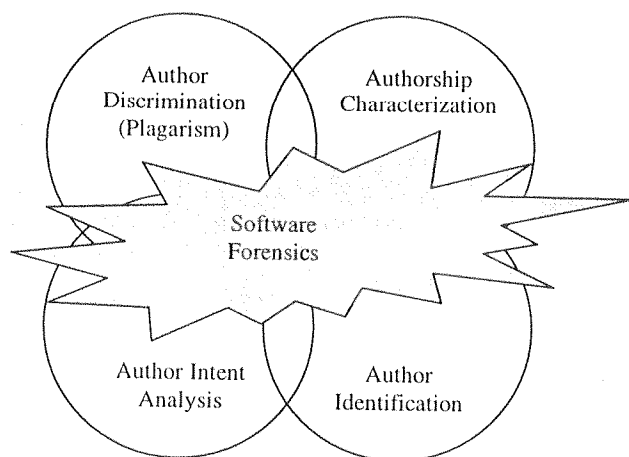 Author
Discrimination
(Plagarism)
Authorship
Characterization
Software
Forensics
Author Intent
Analysis
Author
Identification